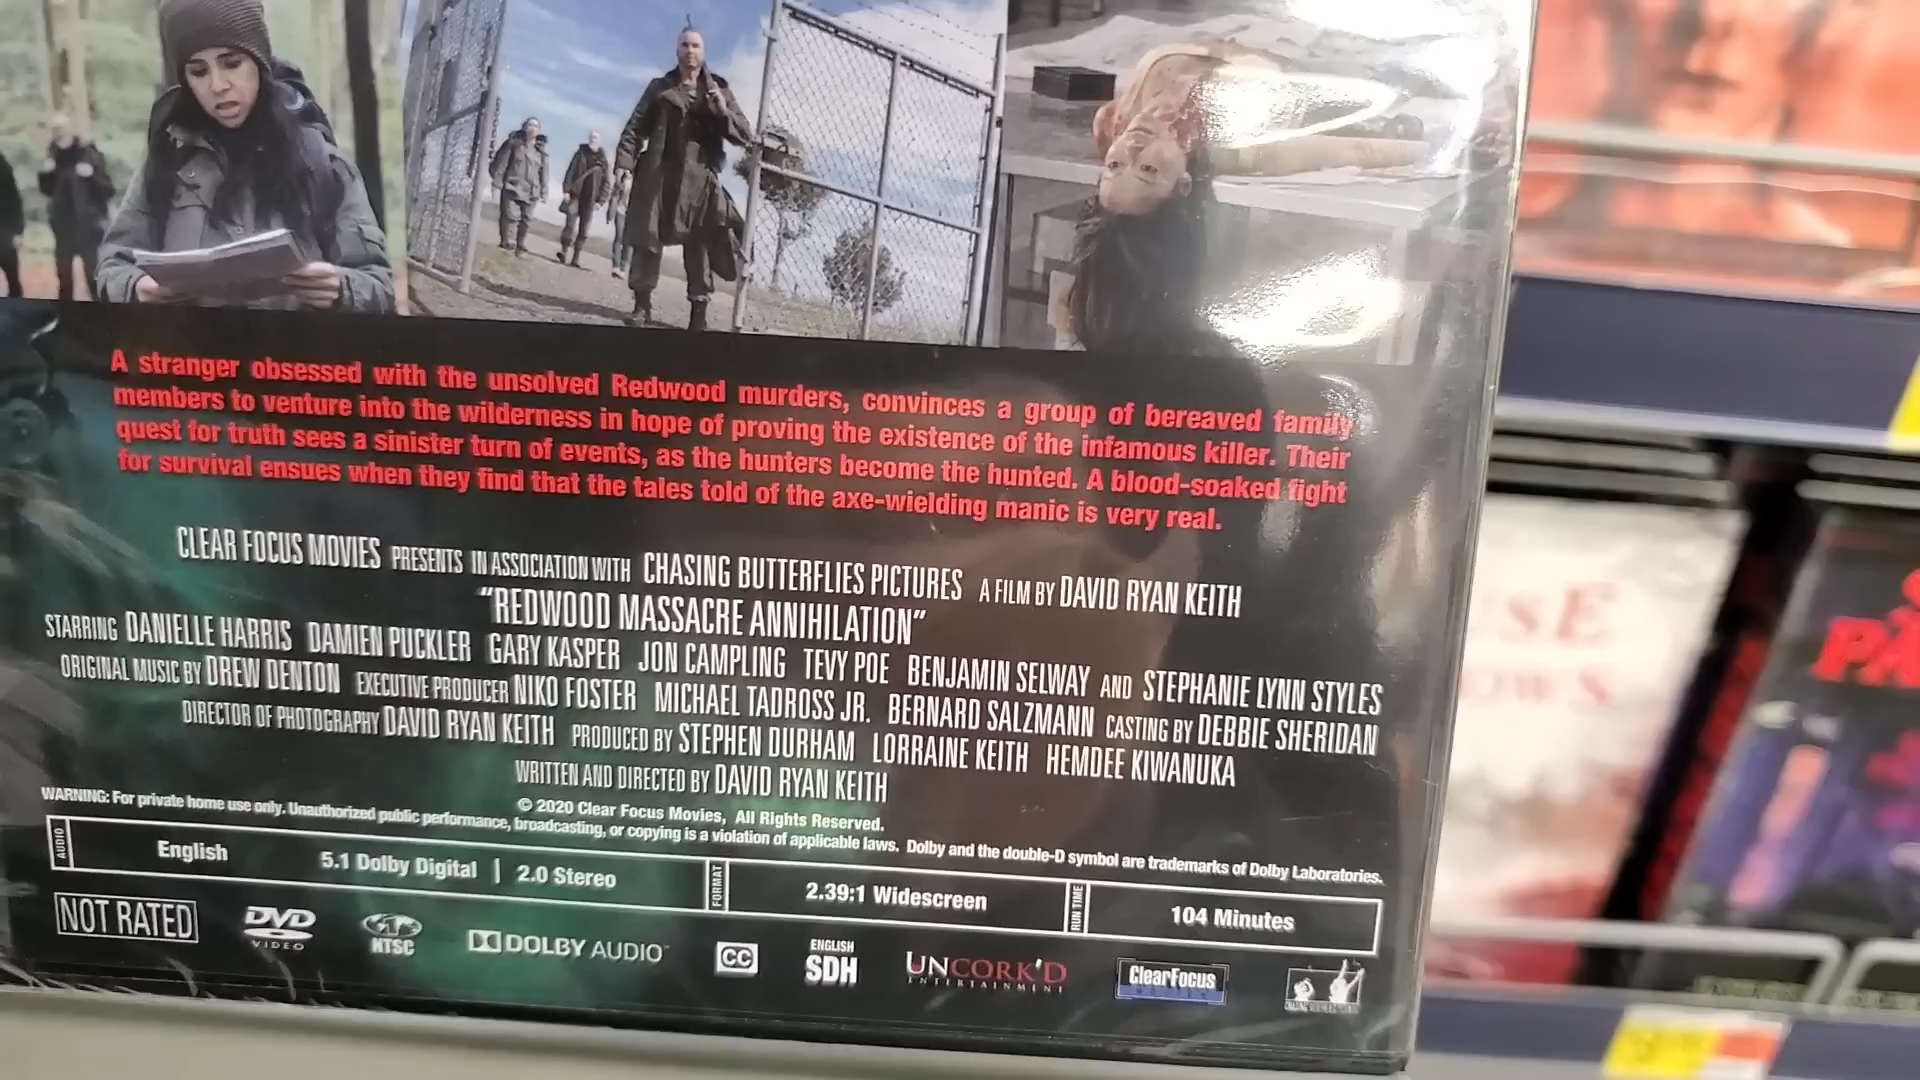 A stranger obsessed with the unsolved Redwood murders, convinces a group of bereaved family
members to venture into the wilderness in hope of proving the existence of the infamous killer. Their
quest for truth sees a sinister turn of events, as the hunters become the hunted. A blood-soaked fight
for survival ensues when they find that the tales told of the axe-wielding manic is very real.
CLEAR FOCUS MOVIES PRESENTS IN ASSOCIATION WITH CHASING BUTTERFLIES PICTURES A FILM BY DAVID RYAN KEITH
"REDWOOD MASSACRE ANNIHILATION"
STARRING DANIELLE HARRIS DAMIEN PUCKLER GARY KASPER JON CAMPLING TEVY POE BENJAMIN SELWAY AND STEPHANIE LYNN STYLES
ORIGINAL MUSIC BY DREW DENTON EXECUTIVE PRODUCER NIKO FOSTER MICHAEL TADROSS JR. BERNARD SALZMANN CASTING BY DEBBIE SHERIDAN
DIRECTOR OF PHOTOGRAPHY DAVID RYAN KEITH PRODUCED BY STEPHEN DURHAM LORRAINE KEITH HEMDEE KIWANUKA
WRITTEN AND DIRECTED BY DAVID RYAN KEITH
© 2020 Clear Focus Movies, All Rights Reserved.
WARNING: For private home use only. Unauthorized public performance, broadcasting, or copying is a violation of applicable laws. Dolby and the double-D symbol are trademarks of Dolby Laboratories.
AUDIO English 5.1 Dolby Digital | 2.0 Stereo FORMAT 2.39:1 Widescreen RUN TIME 104 Minutes
NOT RATED DVD VIDEO NTSC DOLBY AUDIO CC ENGLISH SDH UNCORK'D ENTERTAINMENT ClearFocus